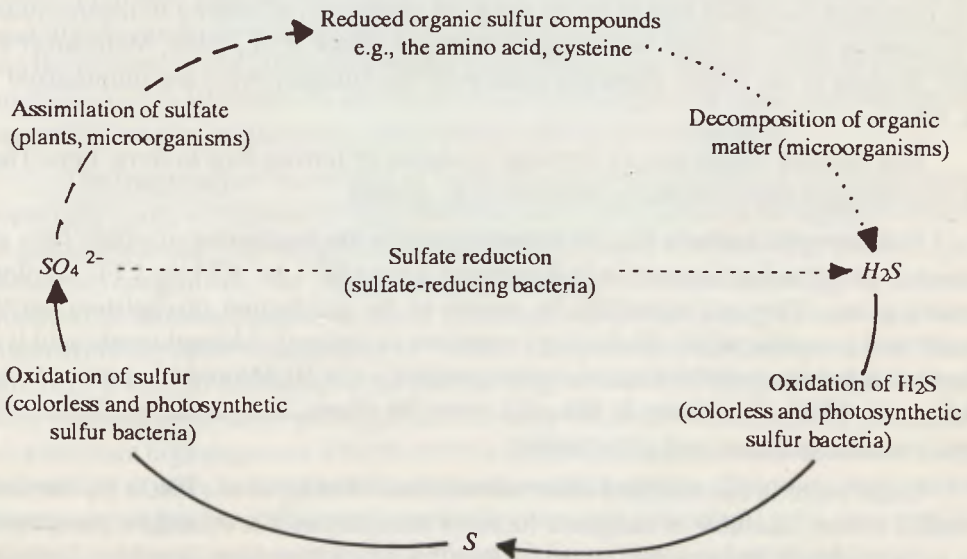 Reduced organic sulfur compounds
e.g., the amino acid, cysteine
Assimilation of sulfate
(plants, microorganisms)
Decomposition of organic
matter (microorganisms)
SO₄ ²⁻
Sulfate reduction
(sulfate-reducing bacteria)
H₂S
Oxidation of sulfur
(colorless and photosynthetic
sulfur bacteria)
Oxidation of H₂S
(colorless and photosynthetic
sulfur bacteria)
S